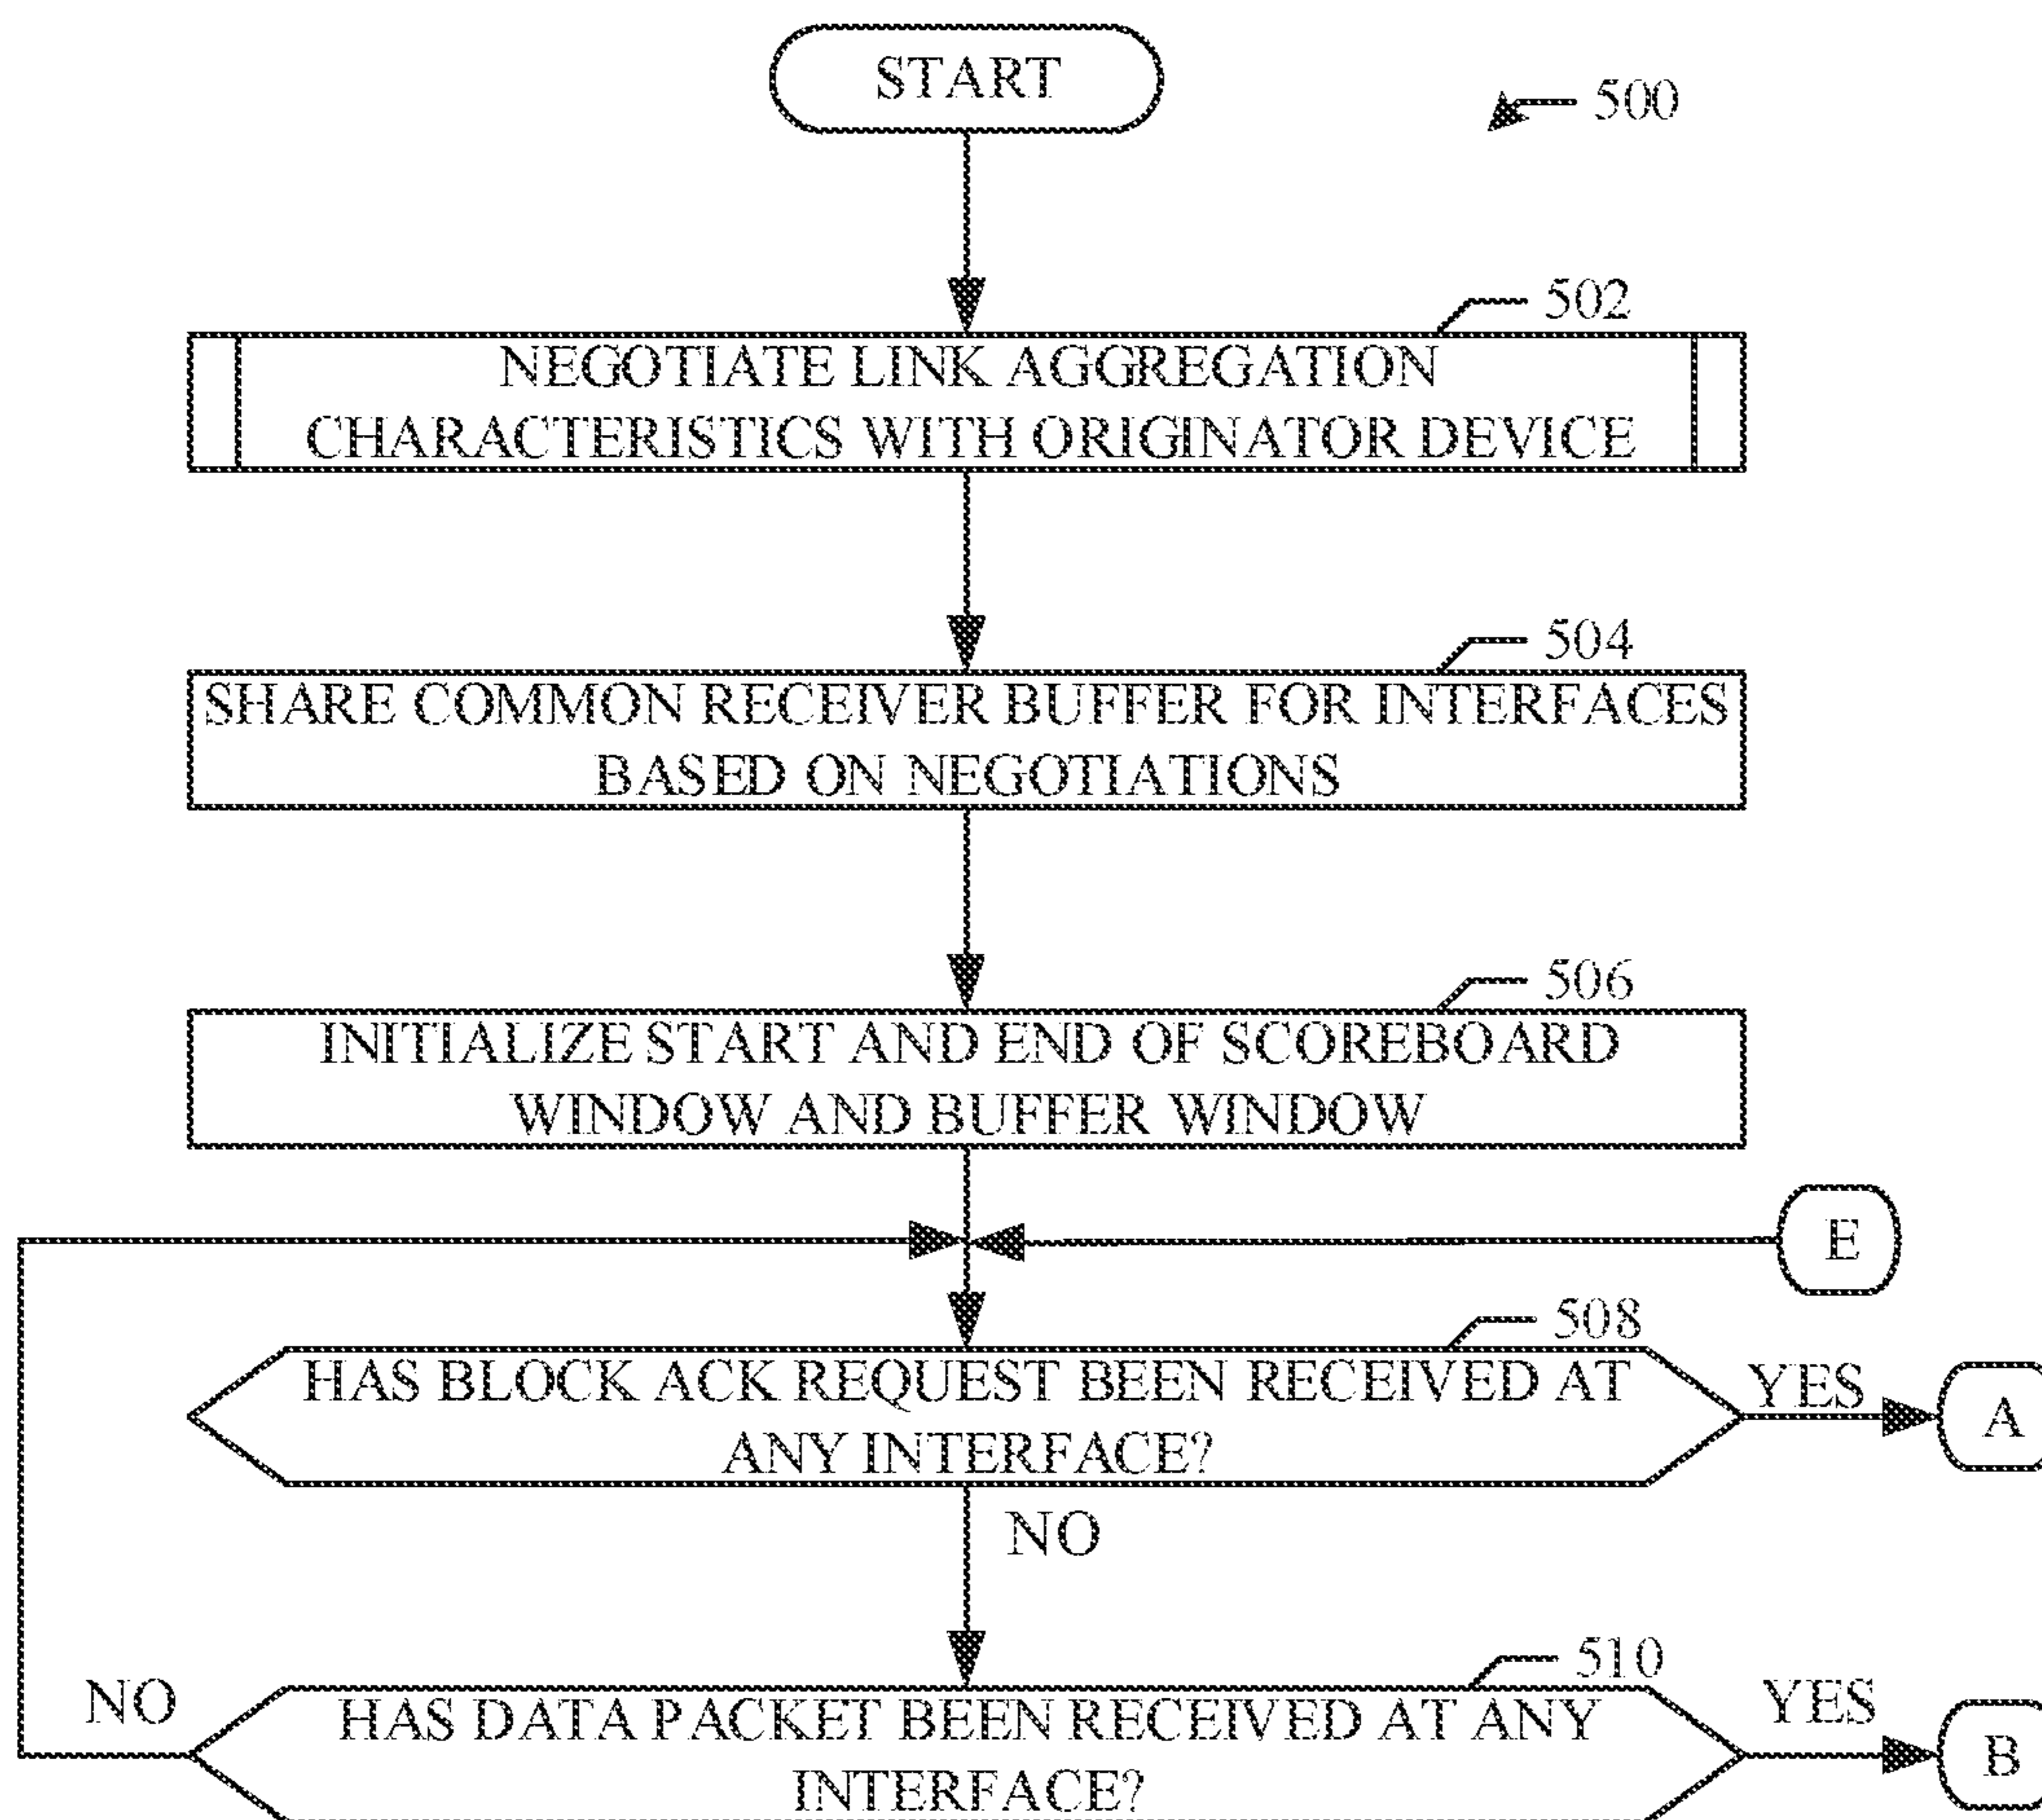 START
500
502
NEGOTIATE LINK AGGREGATION
CHARACTERISTICS WITH ORIGINATOR DEVICE
504
SHARE COMMON RECEIVER BUFFER FOR INTERFACES
BASED ON NEGOTIATIONS
506
INITIALIZE START AND END OF SCOREBOARD
WINDOW AND BUFFER WINDOW
E
508
HAS BLOCK ACK REQUEST BEEN RECEIVED AT
ANY INTERFACE?
YES
A
NO
510
NO
HAS DATA PACKET BEEN RECEIVED AT ANY
INTERFACE?
YES
B